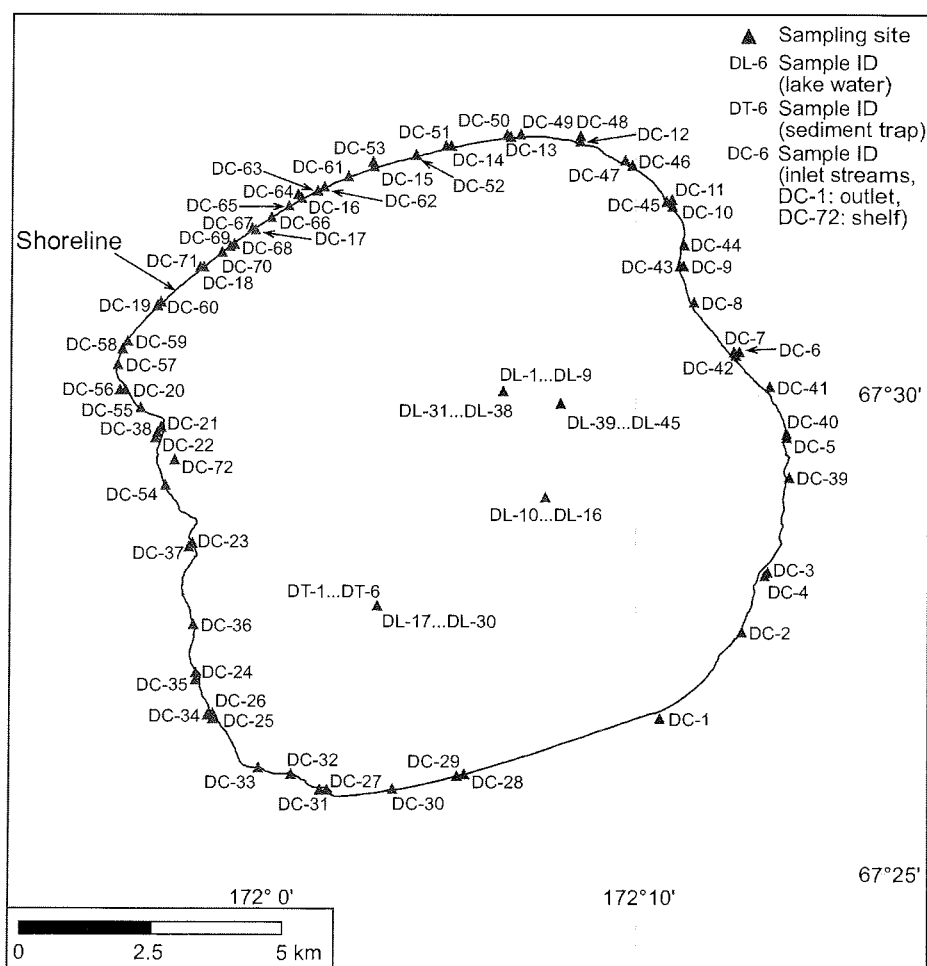 Sampling site
DL-6 Sample ID
(lake water)
DT-6 Sample ID
(sediment trap)
DC-6 Sample ID
(inlet streams,
DC-1: outlet,
DC-72: shelf)
DC-50 DC-49 DC-48
DC-51 DC-12
DC-53 DC-14 DC-13
DC-63 DC-61 DC-15 DC-52 DC-47 DC-46
DC-64 DC-16 DC-62 DC-11
DC-65 DC-66 DC-45 DC-10
DC-67 DC-17
Shoreline DC-69 DC-68 DC-44
DC-71 DC-70 DC-43 DC-9
DC-18
DC-19 DC-60 DC-8
DC-58 DC-59 DC-7
DC-57 DC-42 DC-6
DC-56 DC-20 DL-1...DL-9 DC-41 67°30'
DC-55 DL-31...DL-38 DL-39...DL-45
DC-38 DC-21 DC-40
DC-22 DC-5
DC-72
DC-54 DC-39
DL-10...DL-16
DC-37 DC-23
DC-3
DT-1...DT-6 DC-4
DC-36 DL-17...DL-30 DC-2
DC-24
DC-35
DC-26
DC-34 DC-25 DC-1
DC-33 DC-32 DC-29 DC-28
DC-31 DC-27 DC-30
67°25'
172° 0' 172° 10'
0 2.5 5 km